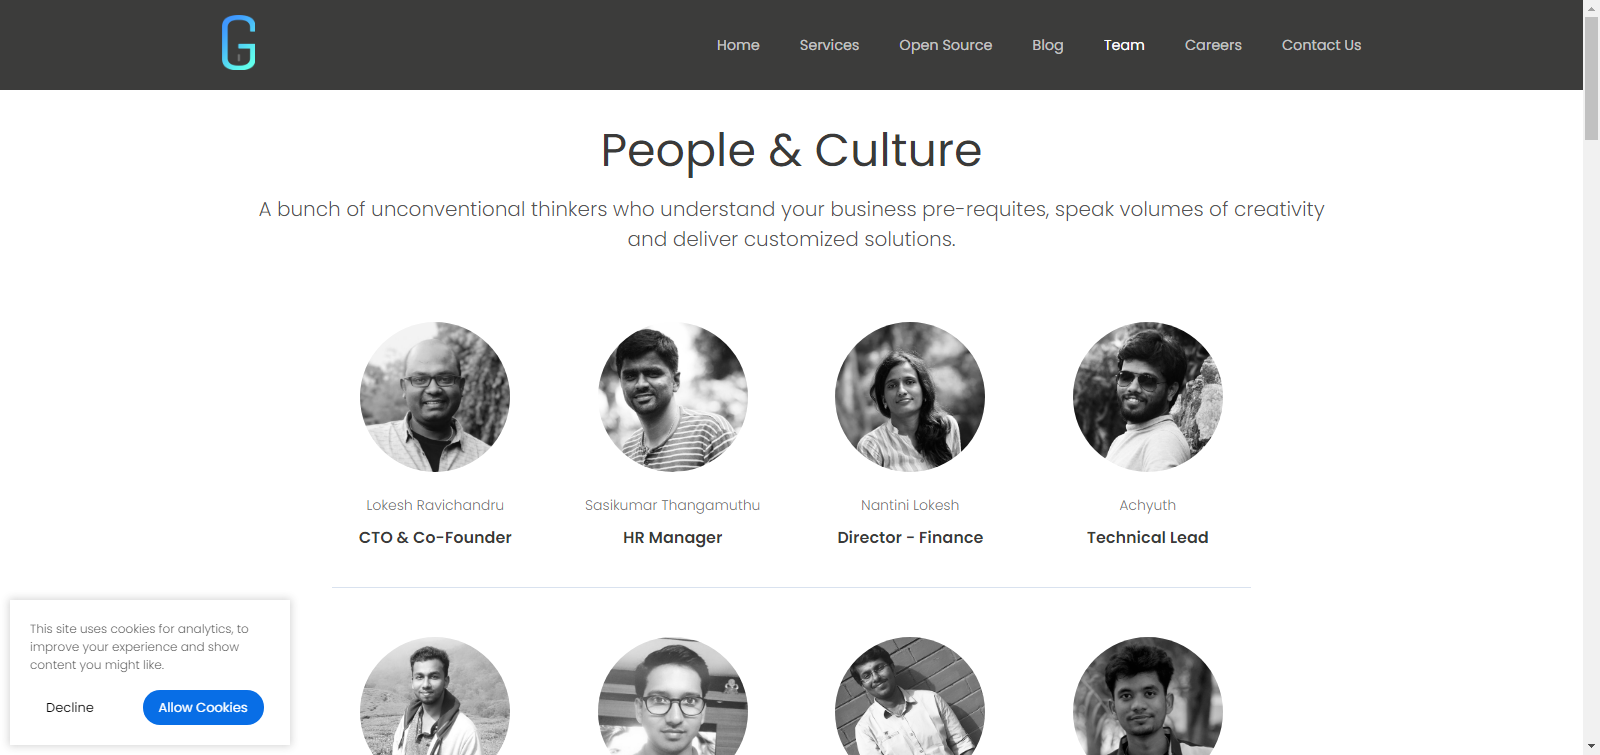 G
Home Services Open Source Blog Team Careers Contact Us
People & Culture
A bunch of unconventional thinkers who understand your business pre-requites, speak volumes of creativity
and deliver customized solutions.
Lokesh Ravichandru Sasikumar Thangamuthu Nantini Lokesh Achyuth
CTO & Co-Founder HR Manager Director - Finance Technical Lead
This site uses cookies for analytics, to
improve your experience and show
content you might like.
Decline Allow Cookies